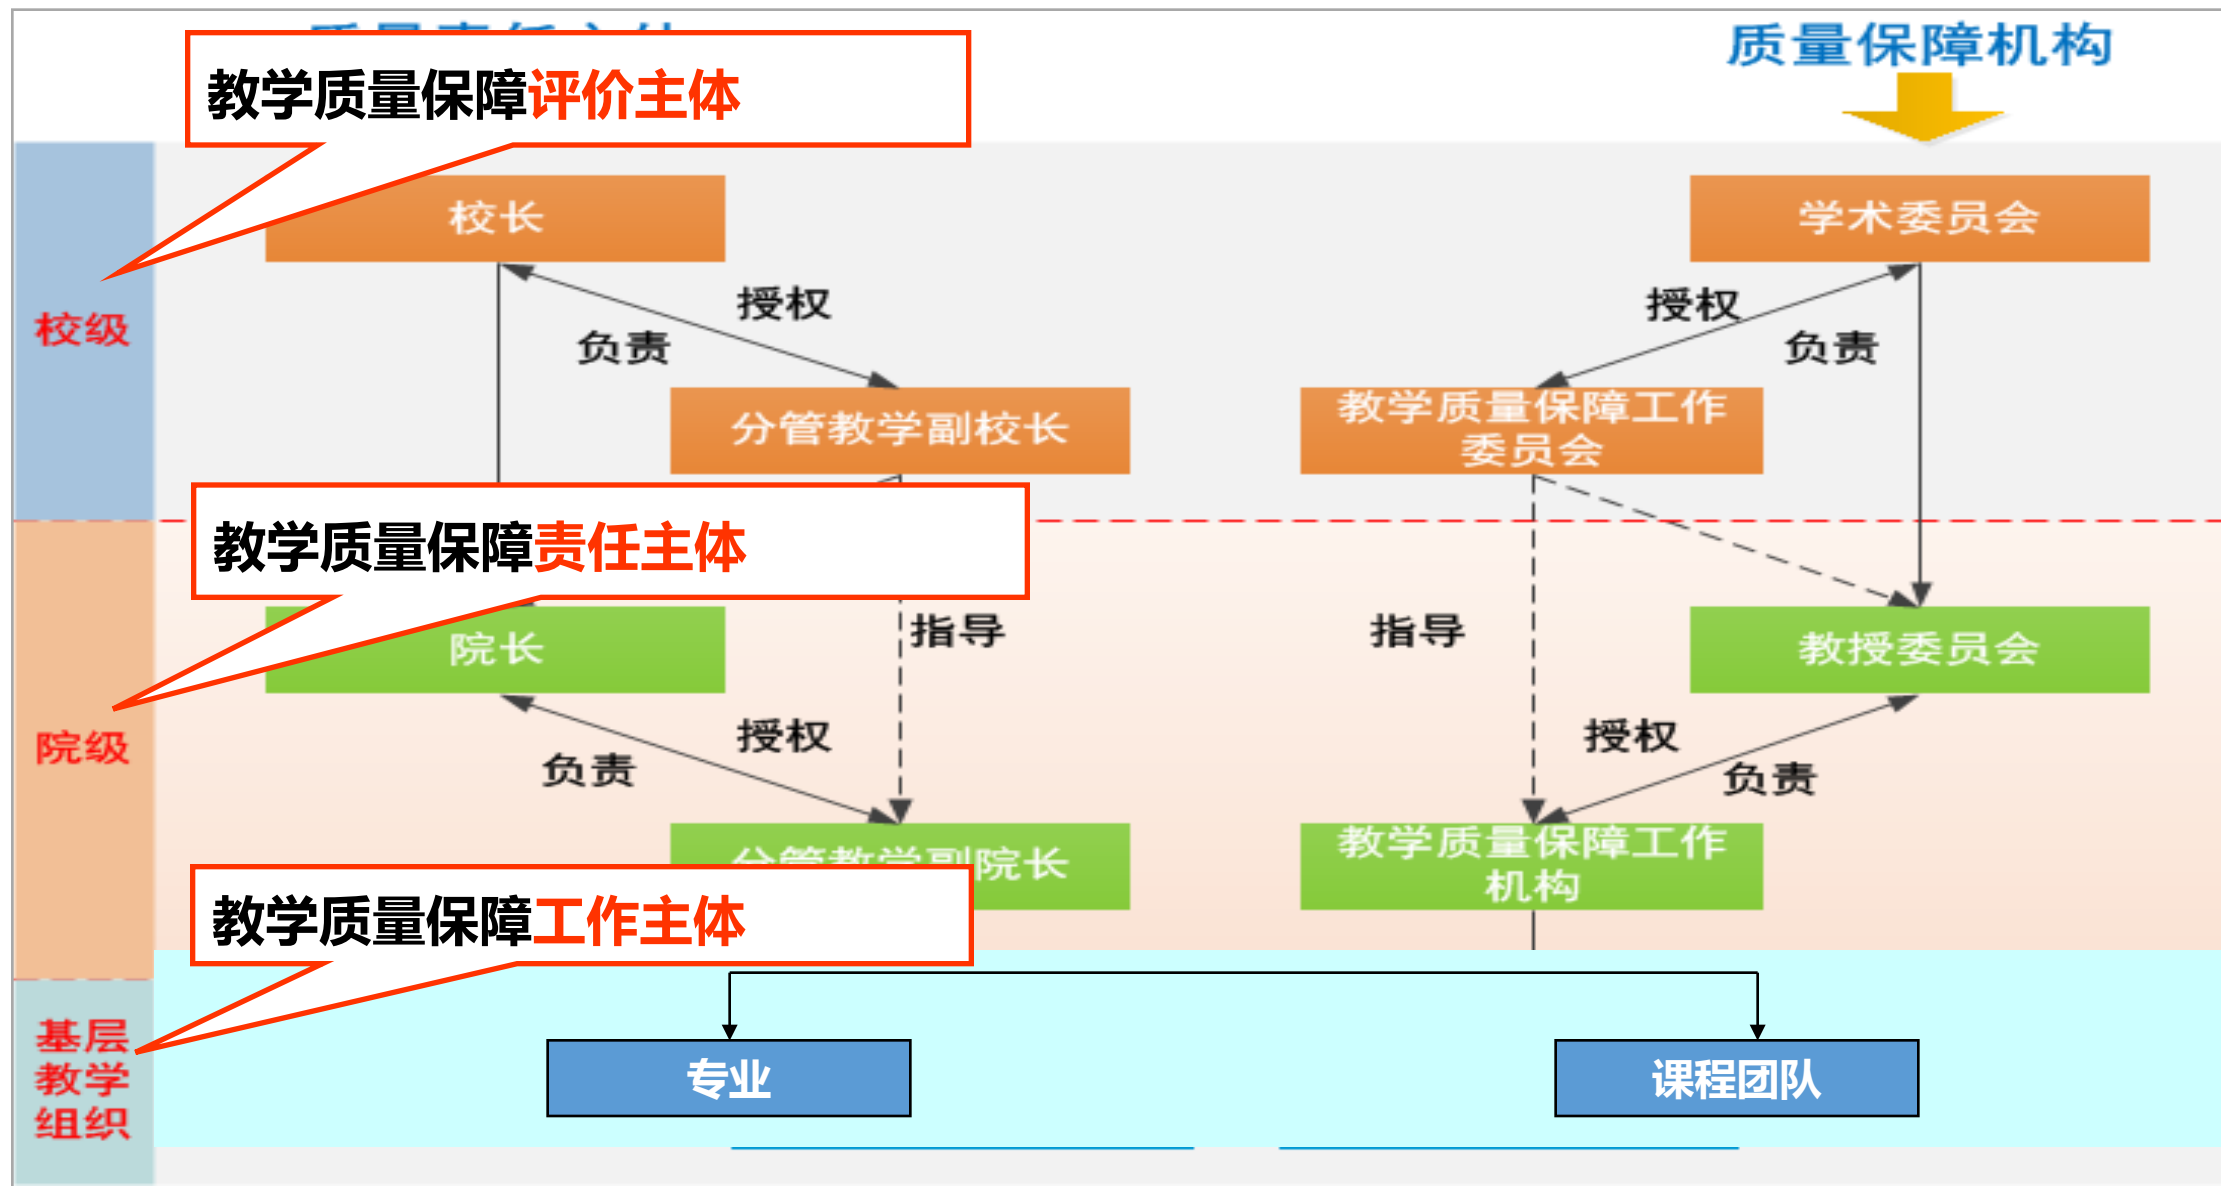 质量保障机构
教学质量保障评价主体
校长
学术委员会
授权
负责
授权
负责
校级
分管教学副校长
教学质量保障工作
委员会
教学质量保障责任主体
指导
指导
院长
教授委员会
授权
负责
授权
负责
院级
分管教学副院长
教学质量保障工作
机构
教学质量保障工作主体
基层
教学
组织
专业
课程团队